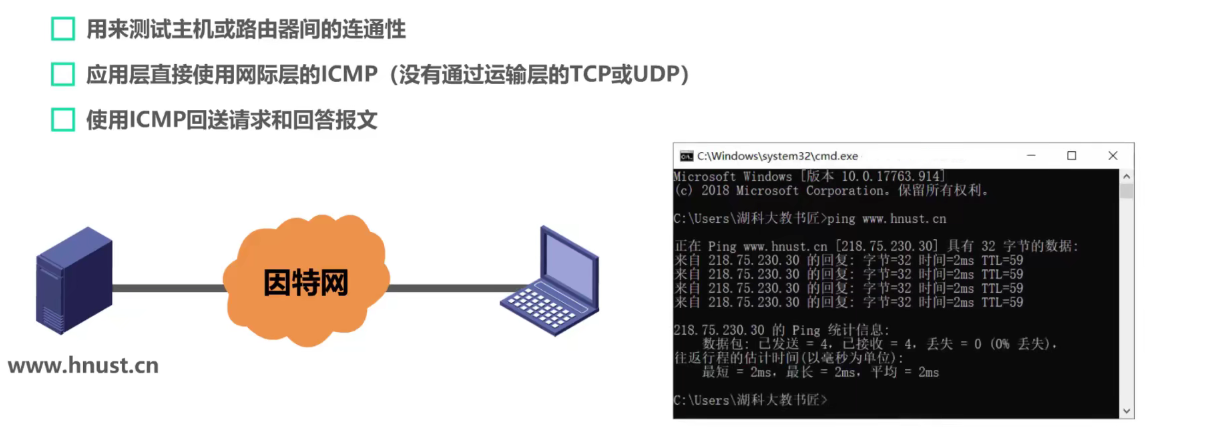 用来测试主机或路由器间的连通性
应用层直接使用网际层的ICMP（没有通过运输层的TCP或UDP）
使用ICMP回送请求和回答报文
因特网
www.hnust.cn
C:\Windows\system32\cmd.exe
Microsoft Windows [版本 10.0.17763.914]
(c) 2018 Microsoft Corporation。保留所有权利。
C:\Users\湖科大教书匠>ping www.hnust.cn
正在 Ping www.hnust.cn [218.75.230.30] 具有 32 字节的数据:
来自 218.75.230.30 的回复: 字节=32 时间=2ms TTL=59
来自 218.75.230.30 的回复: 字节=32 时间=2ms TTL=59
来自 218.75.230.30 的回复: 字节=32 时间=2ms TTL=59
来自 218.75.230.30 的回复: 字节=32 时间=2ms TTL=59
218.75.230.30 的 Ping 统计信息:
数据包: 已发送 = 4，已接收 = 4，丢失 = 0 (0% 丢失)，
往返行程的估计时间(以毫秒为单位):
最短 = 2ms，最长 = 2ms，平均 = 2ms
C:\Users\湖科大教书匠>